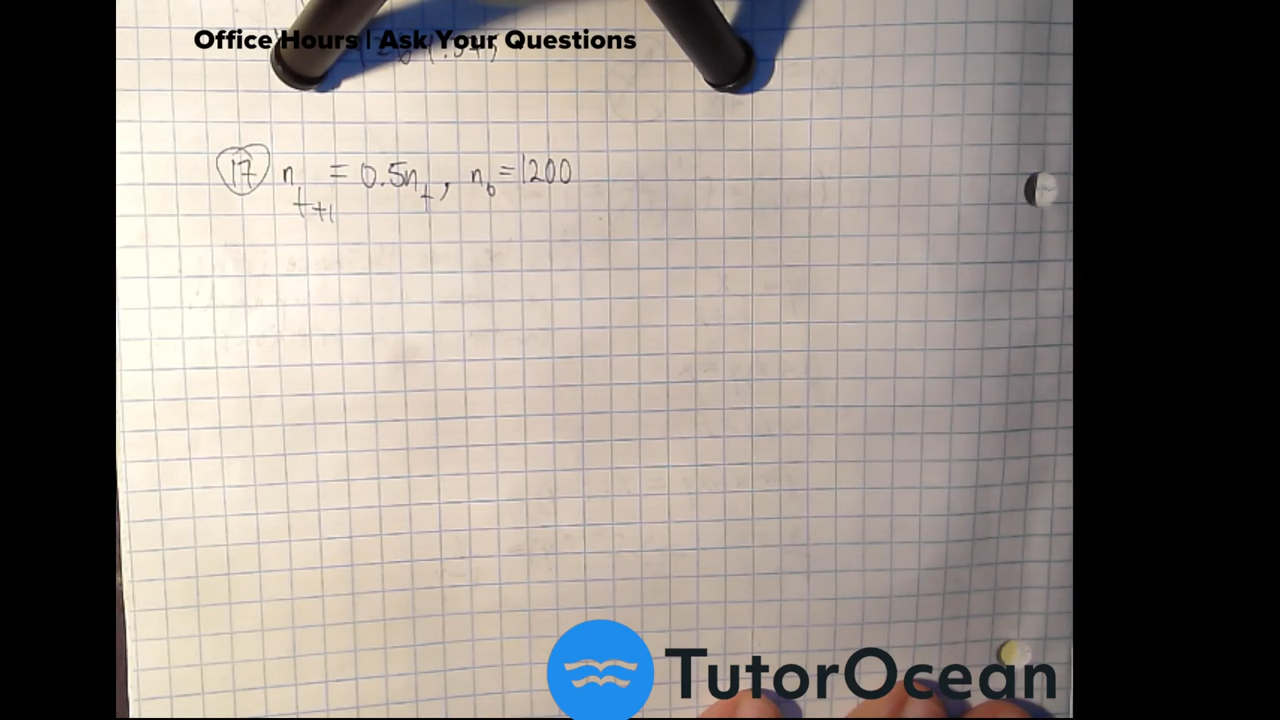 Office Hours | Ask Your Questions
17 n_{t+1} = 0.5n_t, n_0 = 1200
TutorOcean